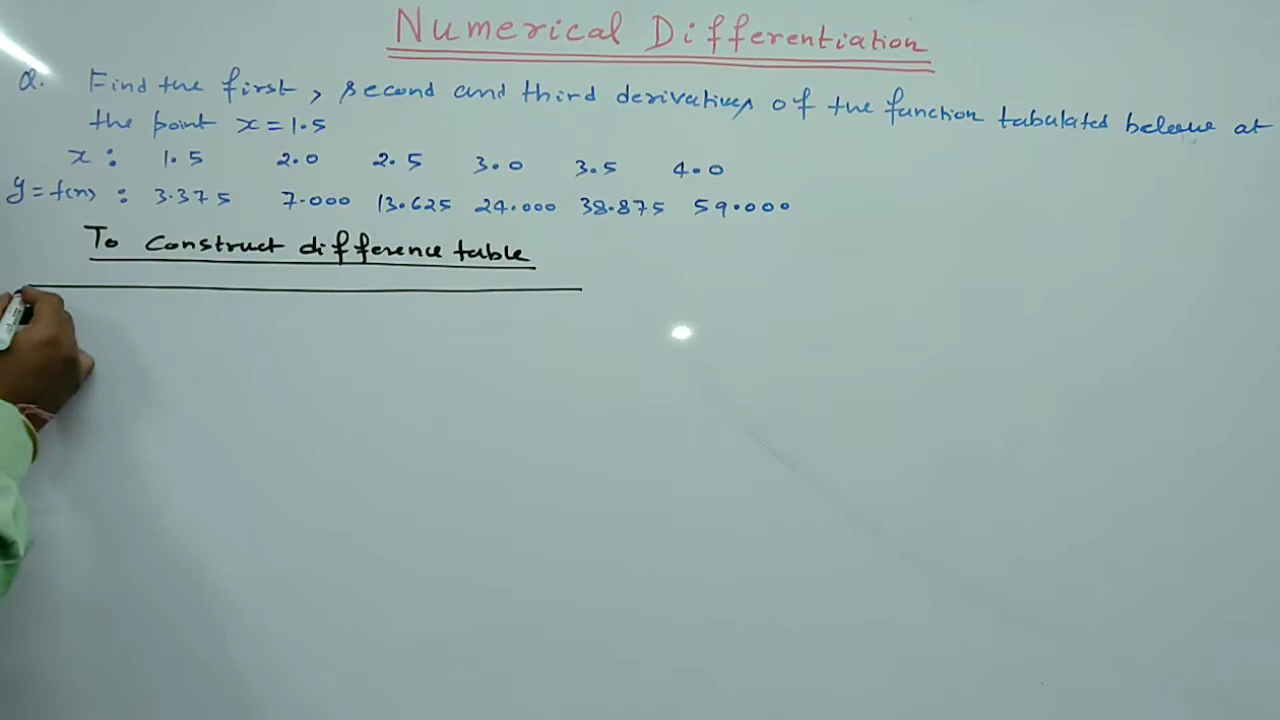 Numerical Differentiation
Q. Find the first, second and third derivatives of the function tabulated below at
the point x = 1.5
x : 1.5 2.0 2.5 3.0 3.5 4.0
y = f(x) : 3.375 7.000 13.625 24.000 38.875 59.000
To Construct difference table